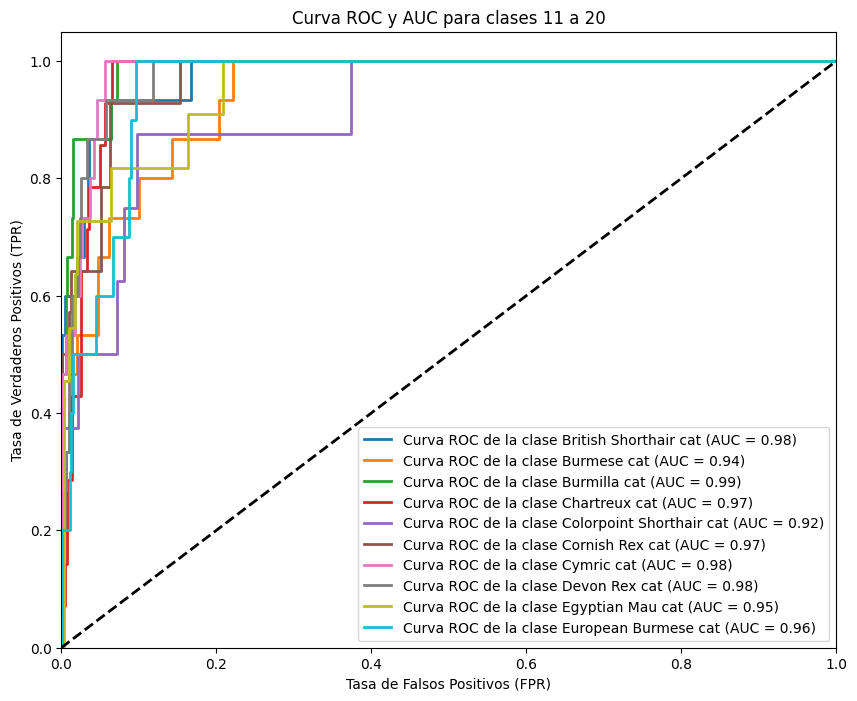 Curva ROC y AUC para clases 11 a 20
Tasa de Verdaderos Positivos (TPR)
1.0
0.8
0.6
0.4
0.2
0.0
Curva ROC de la clase British Shorthair cat (AUC = 0.98)
Curva ROC de la clase Burmese cat (AUC = 0.94)
Curva ROC de la clase Burmilla cat (AUC = 0.99)
Curva ROC de la clase Chartreux cat (AUC = 0.97)
Curva ROC de la clase Colorpoint Shorthair cat (AUC = 0.92)
Curva ROC de la clase Cornish Rex cat (AUC = 0.97)
Curva ROC de la clase Cymric cat (AUC = 0.98)
Curva ROC de la clase Devon Rex cat (AUC = 0.98)
Curva ROC de la clase Egyptian Mau cat (AUC = 0.95)
Curva ROC de la clase European Burmese cat (AUC = 0.96)
0.0 0.2 0.4 0.6 0.8 1.0
Tasa de Falsos Positivos (FPR)